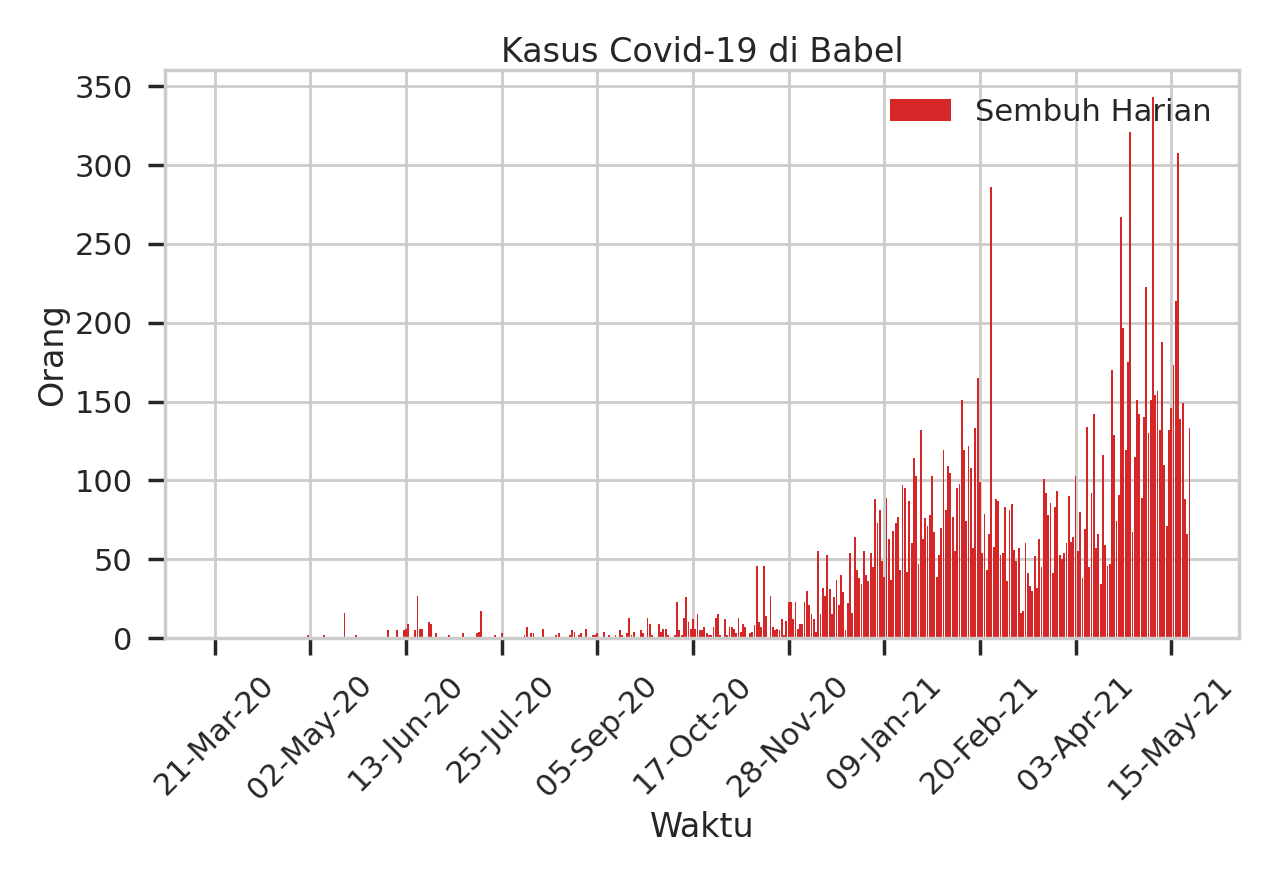 Kasus Covid-19 di Babel
Sembuh Harian
Orang
350
300
250
200
150
100
50
0
21-Mar-20
02-May-20
13-Jun-20
25-Jul-20
05-Sep-20
17-Oct-20
28-Nov-20
09-Jan-21
20-Feb-21
03-Apr-21
15-May-21
Waktu